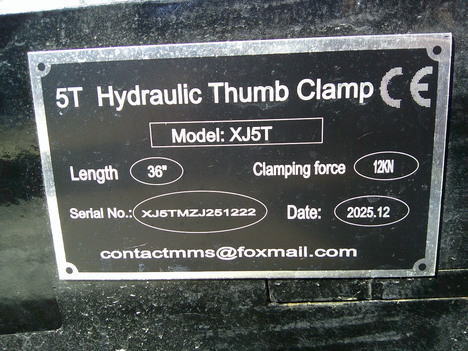 5T Hydraulic Thumb Clamp CE
Model: XJ5T
Length 36" Clamping force 12KN
Serial No.: XJ5TMZJ251222 Date: 2025.12
contactmms@foxmail.com